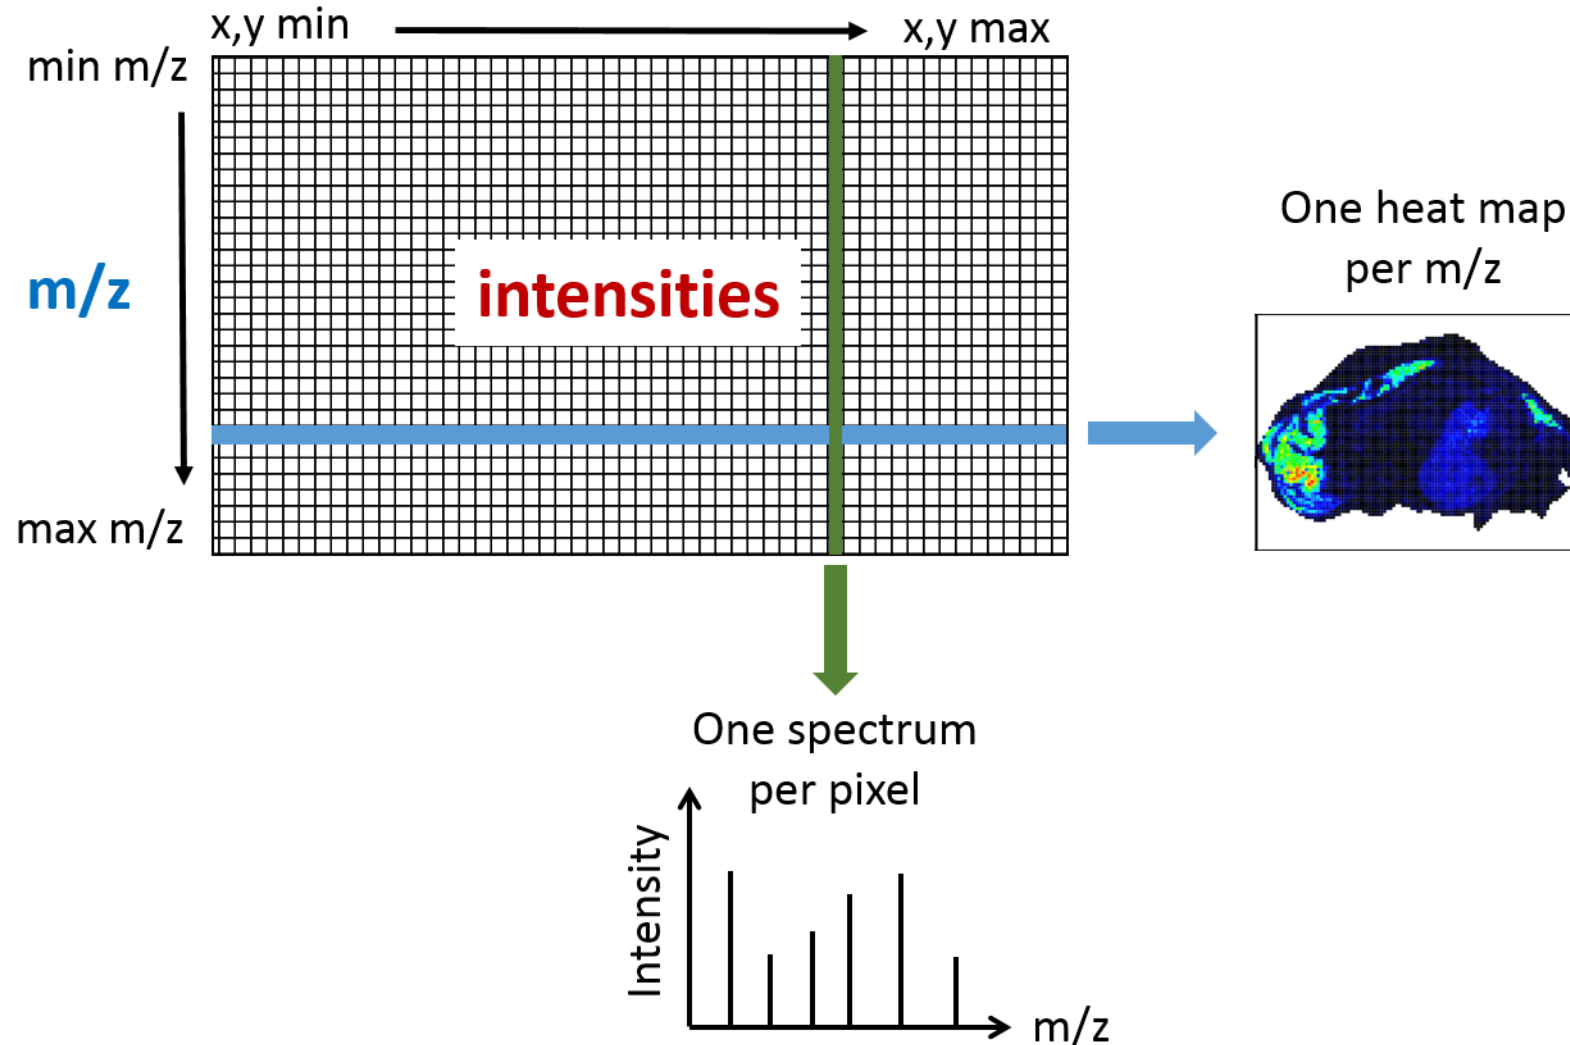 x,y min
x,y max
min m/z
m/z
max m/z
intensities
One heat map
per m/z
One spectrum
per pixel
Intensity
m/z